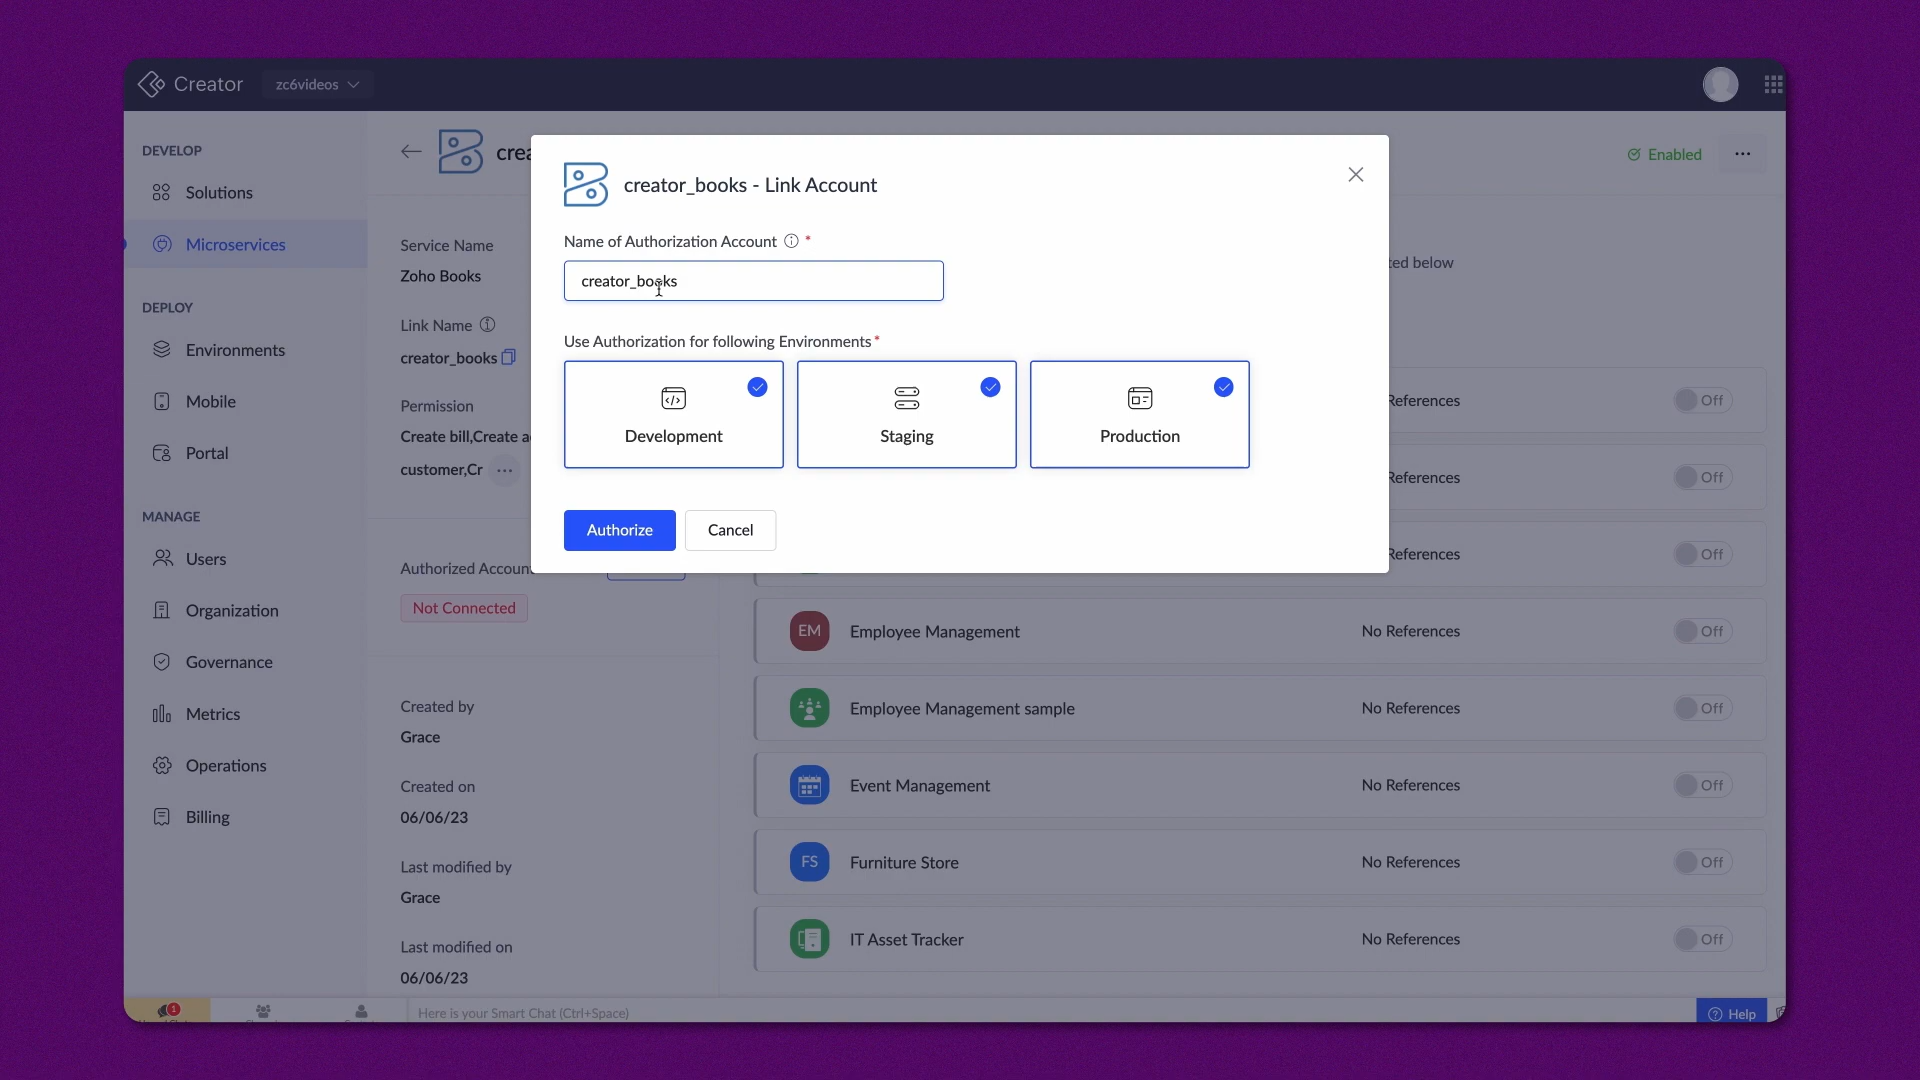 Creator
zc6videos
DEVELOP
Solutions
Microservices
DEPLOY
Environments
Mobile
Portal
MANAGE
Users
Organization
Governance
Metrics
Operations
Billing
crea
Enabled
Service Name
Zoho Books
Link Name
creator_books
Permission
Create bill,Create a
customer,Cr
Authorized Accoun
Not Connected
Created by
Grace
Created on
06/06/23
Last modified by
Grace
Last modified on
06/06/23
creator_books - Link Account
Name of Authorization Account *
creator_books
Use Authorization for following Environments *
Development
Staging
Production
Authorize
Cancel
ted below
References Off
References Off
References Off
EM Employee Management No References Off
Employee Management sample No References Off
Event Management No References Off
FS Furniture Store No References Off
IT Asset Tracker No References Off
1
Here is your Smart Chat (Ctrl+Space)
Help